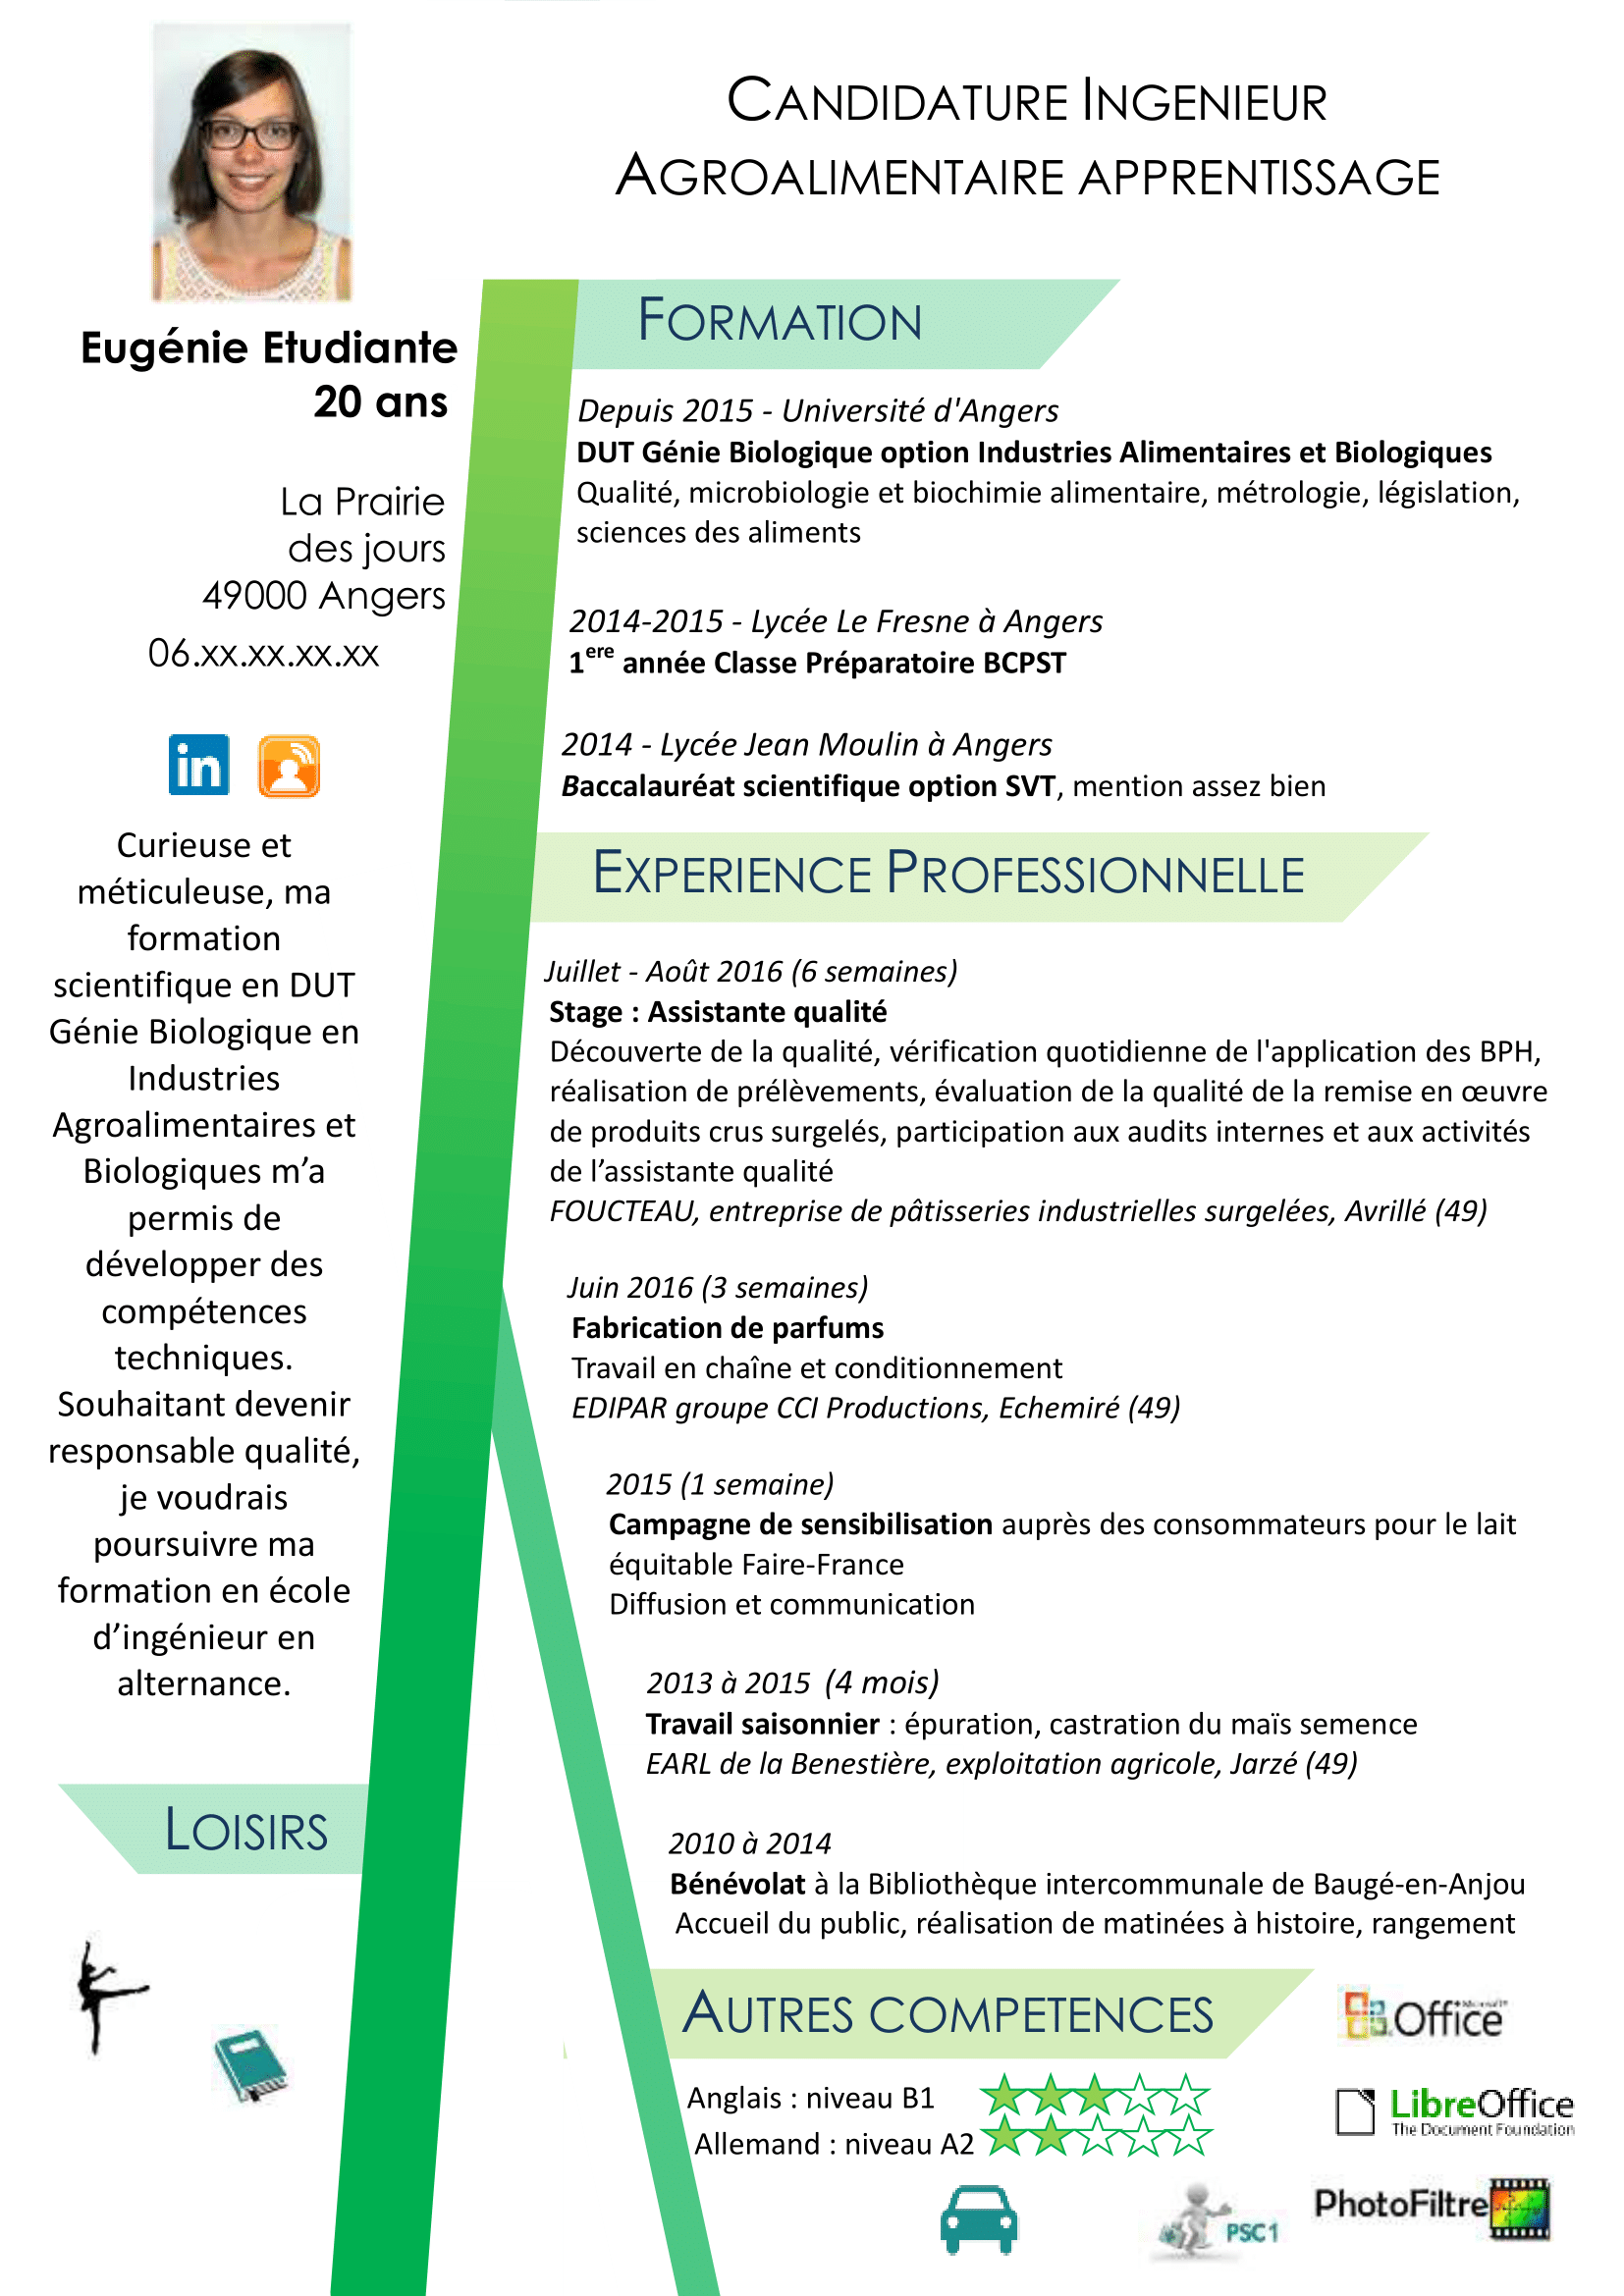 CANDIDATURE INGENIEUR
AGROALIMENTAIRE APPRENTISSAGE
Eugénie Etudiante
20 ans
La Prairie
des jours
49000 Angers
06.xx.xx.xx.xx
in
Curieuse et
méticuleuse, ma
formation
scientifique en DUT
Génie Biologique en
Industries
Agroalimentaires et
Biologiques m’a
permis de
développer des
compétences
techniques.
Souhaitant devenir
responsable qualité,
je voudrais
poursuivre ma
formation en école
d’ingénieur en
alternance.
LOISIRS
FORMATION
Depuis 2015 - Université d'Angers
DUT Génie Biologique option Industries Alimentaires et Biologiques
Qualité, microbiologie et biochimie alimentaire, métrologie, législation,
sciences des aliments
2014-2015 - Lycée Le Fresne à Angers
1ere année Classe Préparatoire BCPST
2014 - Lycée Jean Moulin à Angers
Baccalauréat scientifique option SVT, mention assez bien
EXPERIENCE PROFESSIONNELLE
Juillet - Août 2016 (6 semaines)
Stage : Assistante qualité
Découverte de la qualité, vérification quotidienne de l'application des BPH,
réalisation de prélèvements, évaluation de la qualité de la remise en œuvre
de produits crus surgelés, participation aux audits internes et aux activités
de l’assistante qualité
FOUCTEAU, entreprise de pâtisseries industrielles surgelées, Avrillé (49)
Juin 2016 (3 semaines)
Fabrication de parfums
Travail en chaîne et conditionnement
EDIPAR groupe CCI Productions, Echemiré (49)
2015 (1 semaine)
Campagne de sensibilisation auprès des consommateurs pour le lait
équitable Faire-France
Diffusion et communication
2013 à 2015 (4 mois)
Travail saisonnier : épuration, castration du maïs semence
EARL de la Benestière, exploitation agricole, Jarzé (49)
2010 à 2014
Bénévolat à la Bibliothèque intercommunale de Baugé-en-Anjou
Accueil du public, réalisation de matinées à histoire, rangement
AUTRES COMPETENCES
Anglais : niveau B1
Allemand : niveau A2
Microsoft
Office
LibreOffice
The Document Foundation
PSC1
PhotoFiltre